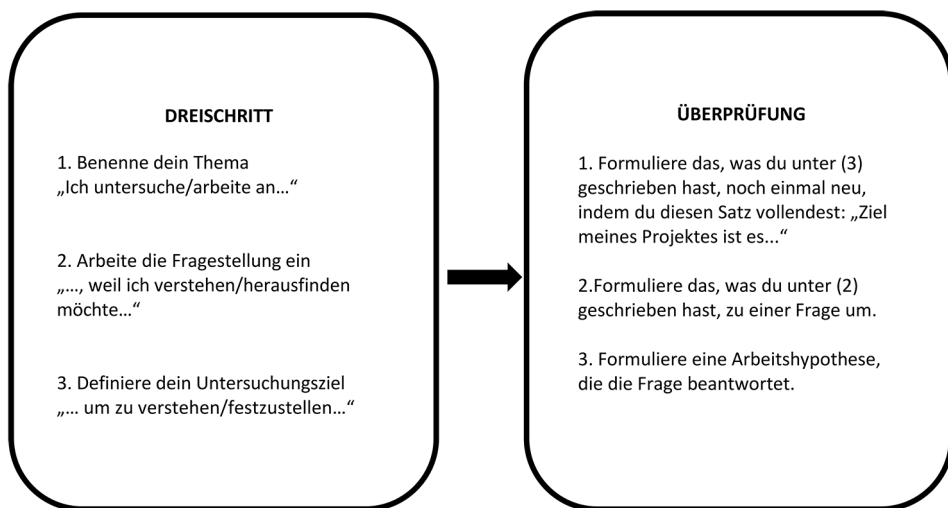 DREISCHRITT
1. Benenne dein Thema
„Ich untersuche/arbeite an...“
2. Arbeite die Fragestellung ein
„..., weil ich verstehen/herausfinden
möchte...“
3. Definiere dein Untersuchungsziel
„... um zu verstehen/festzustellen...“
ÜBERPRÜFUNG
1. Formuliere das, was du unter (3)
geschrieben hast, noch einmal neu,
indem du diesen Satz vollendest: „Ziel
meines Projektes ist es...“
2.Formuliere das, was du unter (2)
geschrieben hast, zu einer Frage um.
3. Formuliere eine Arbeitshypothese,
die die Frage beantwortet.